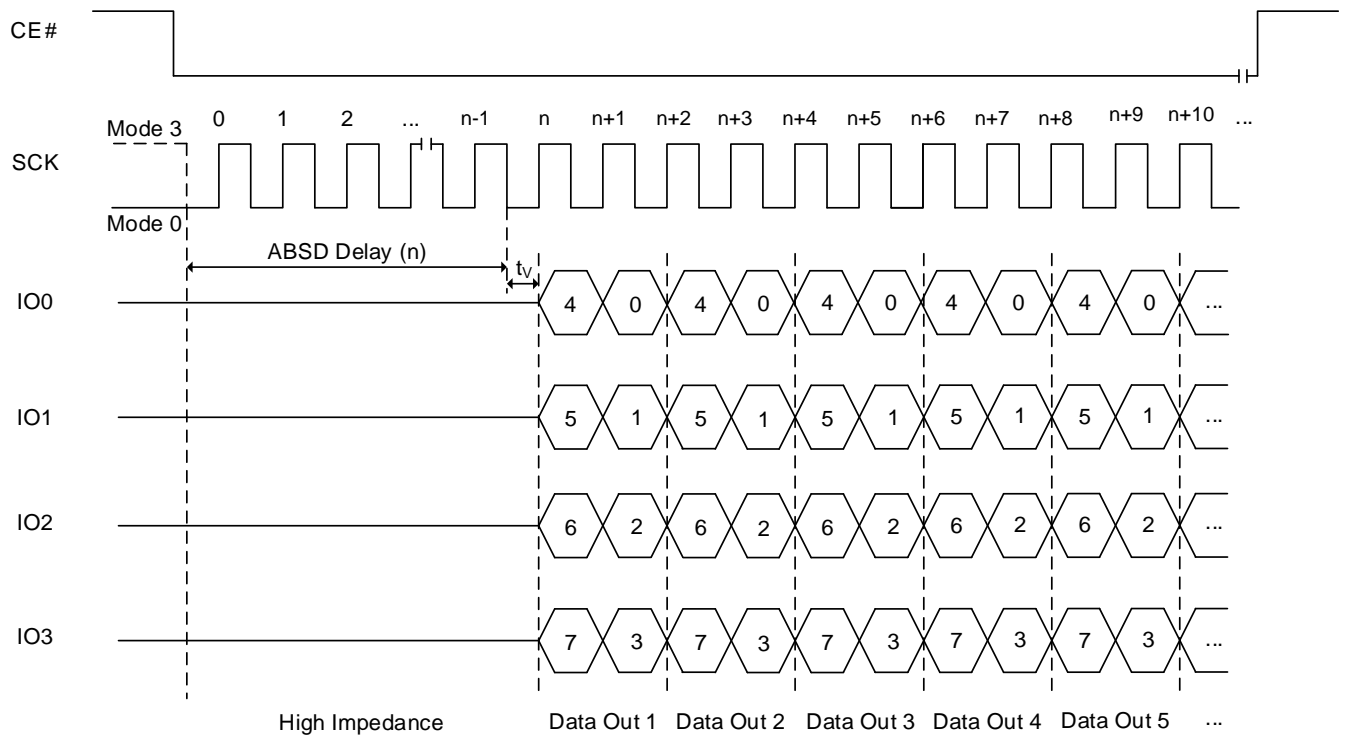 CE#
0 1 2 ... n-1 n n+1 n+2 n+3 n+4 n+5 n+6 n+7 n+8 n+9 n+10 ...
Mode 3
SCK
Mode 0
ABSD Delay (n)
tV
IO0 4 0 4 0 4 0 4 0 4 0 ...
IO1 5 1 5 1 5 1 5 1 5 1 ...
IO2 6 2 6 2 6 2 6 2 6 2 ...
IO3 7 3 7 3 7 3 7 3 7 3 ...
High Impedance Data Out 1 Data Out 2 Data Out 3 Data Out 4 Data Out 5 ...